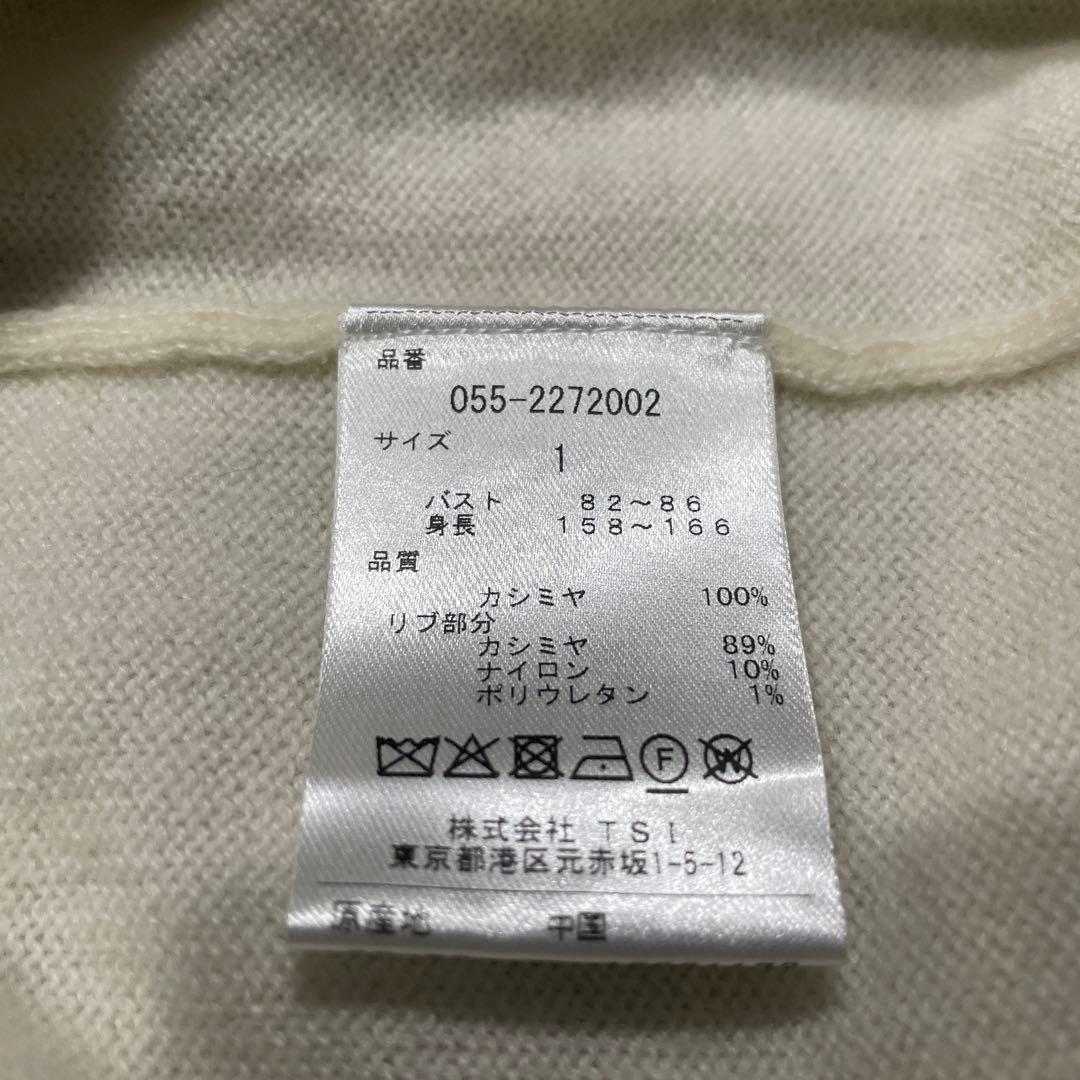 品番
055-2272002
サイズ
1
バスト 82～86
身長 158～166
品質
カシミヤ 100%
リブ部分
カシミヤ 89%
ナイロン 10%
ポリウレタン 1%
F W
株式会社 TSI
東京都港区元赤坂1-5-12
原産地 中国